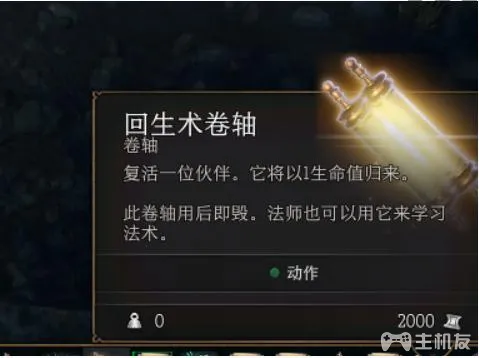 回生术卷轴
卷轴
复活一位伙伴。它将以1生命值归来。
此卷轴用后即毁。法师也可以用它来学习
法术。
动作
0 2000
主机友